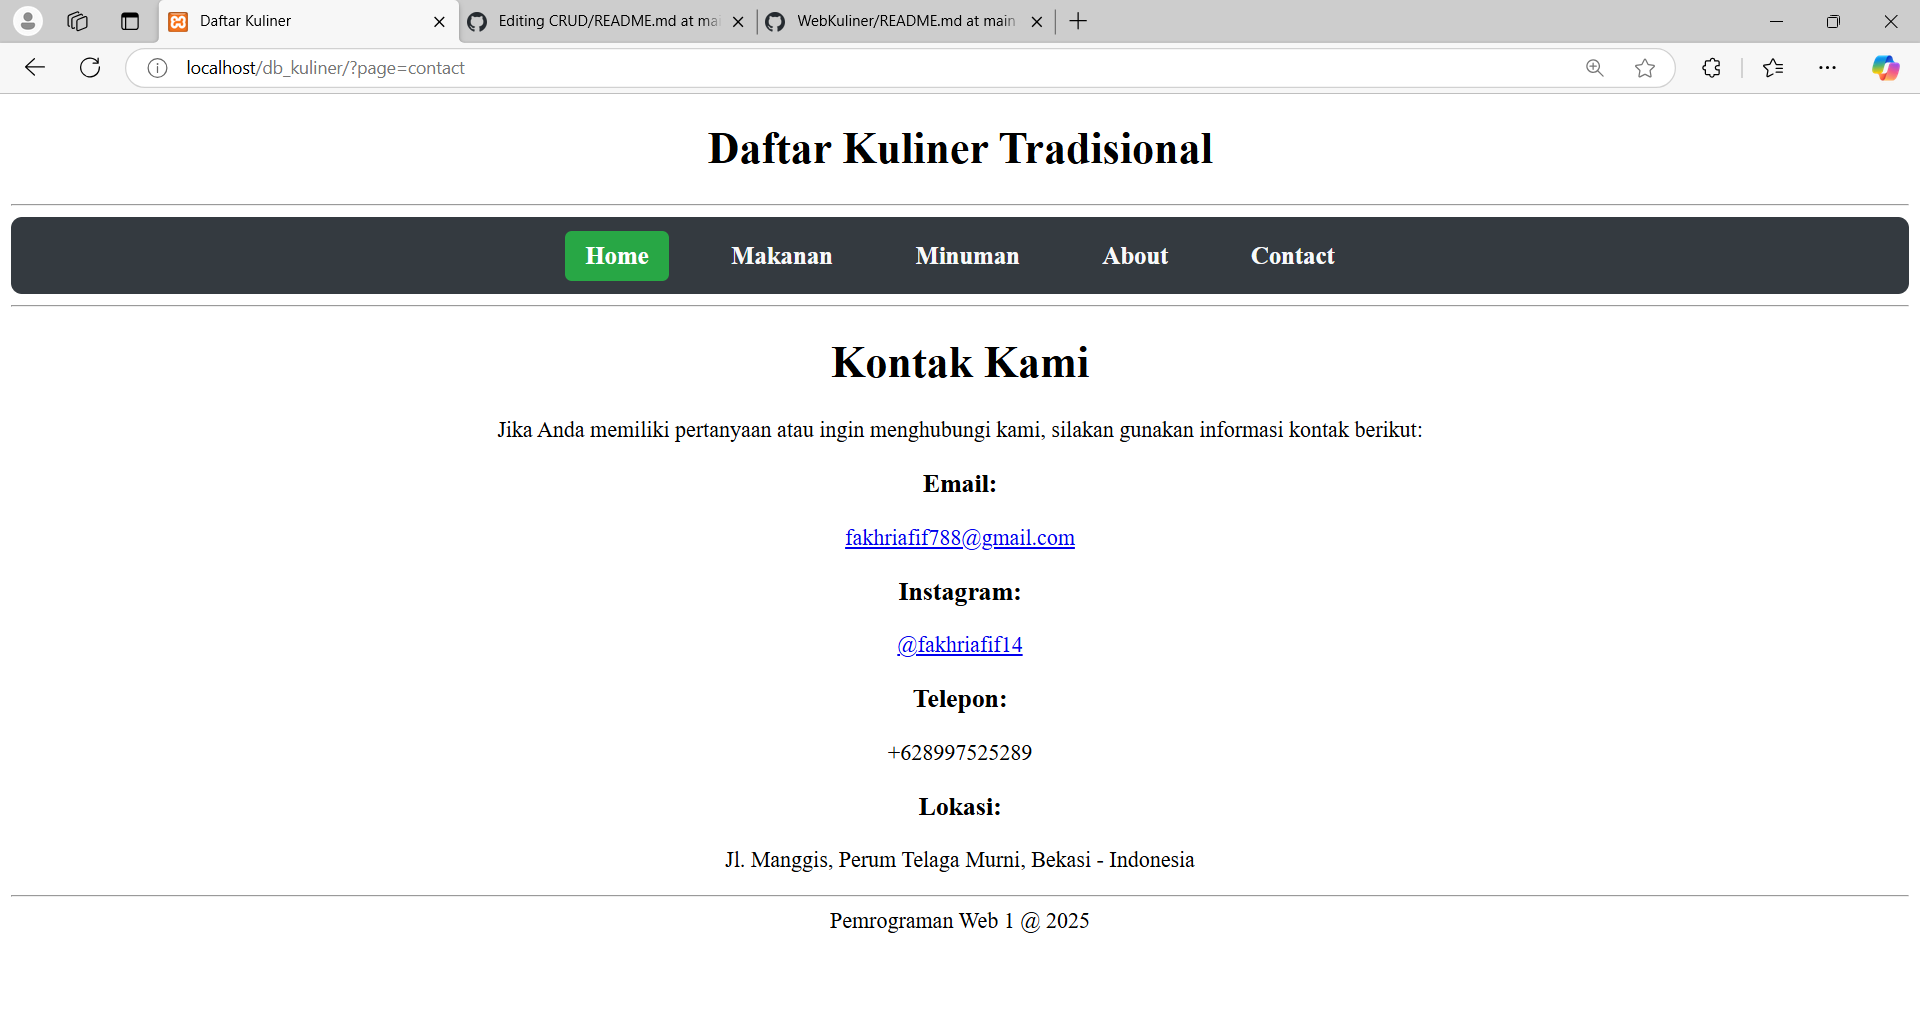 Daftar Kuliner
Editing CRUD/README.md at mai
WebKuliner/README.md at main
localhost/db_kuliner/?page=contact
Daftar Kuliner Tradisional
Home Makanan Minuman About Contact
Kontak Kami
Jika Anda memiliki pertanyaan atau ingin menghubungi kami, silakan gunakan informasi kontak berikut:
Email:
fakhriafif788@gmail.com
Instagram:
@fakhriafif14
Telepon:
+628997525289
Lokasi:
Jl. Manggis, Perum Telaga Murni, Bekasi - Indonesia
Pemrograman Web 1 @ 2025